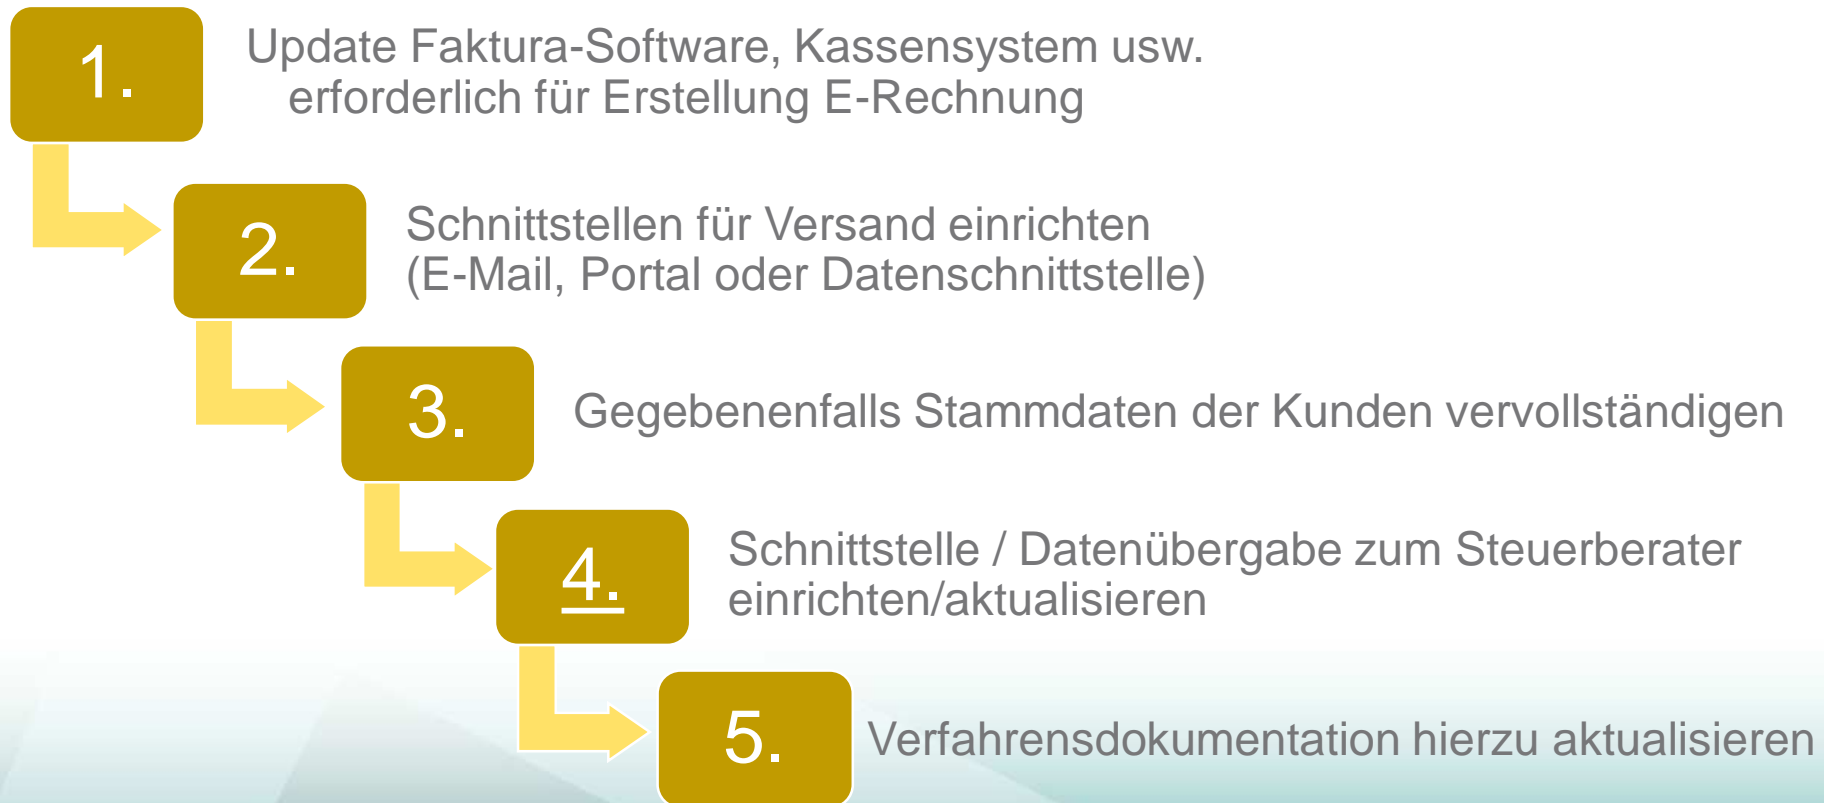 1.
Update Faktura-Software, Kassensystem usw.
erforderlich für Erstellung E-Rechnung
2.
Schnittstellen für Versand einrichten
(E-Mail, Portal oder Datenschnittstelle)
3.
Gegebenenfalls Stammdaten der Kunden vervollständigen
4.
Schnittstelle / Datenübergabe zum Steuerberater
einrichten/aktualisieren
5.
Verfahrensdokumentation hierzu aktualisieren